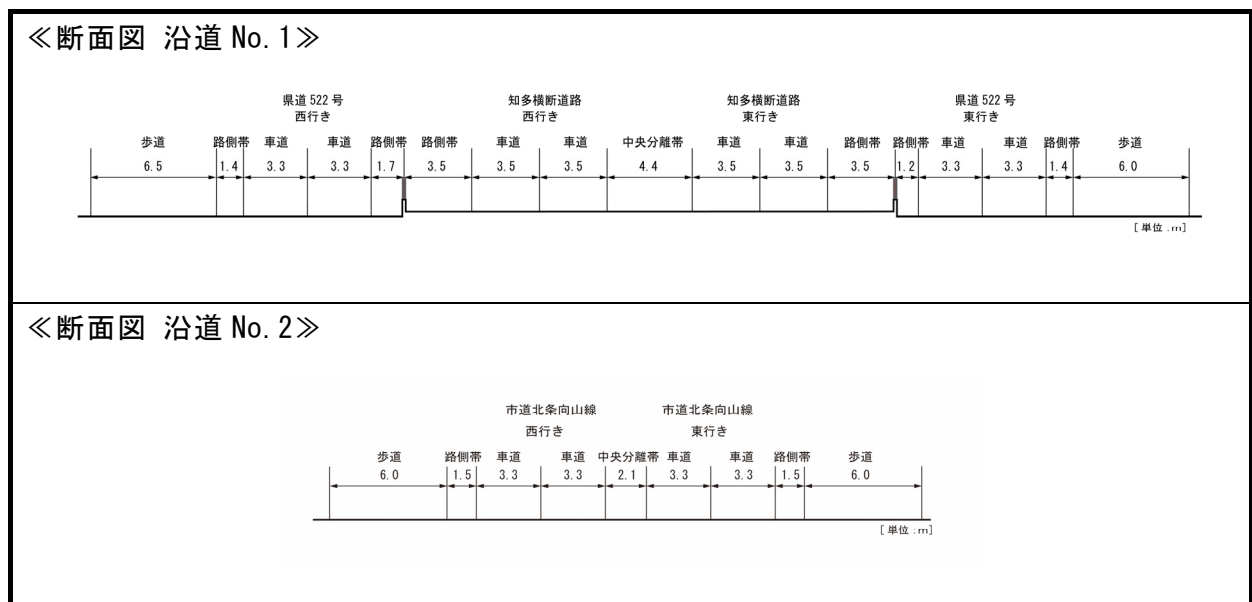 ≪断面図 沿道 No.1≫
県道 522 号 知多横断道路 知多横断道路 県道 522 号
西行き 西行き 東行き 東行き
歩道 路側帯 車道 車道 路側帯 路側帯 車道 車道 中央分離帯 車道 車道 路側帯 路側帯 車道 車道 路側帯 歩道
6.5 1.4 3.3 3.3 1.7 3.5 3.5 3.5 4.4 3.5 3.5 3.5 1.2 3.3 3.3 1.4 6.0
[単位:m]
≪断面図 沿道 No.2≫
市道北条向山線 市道北条向山線
西行き 東行き
歩道 路側帯 車道 車道 中央分離帯 車道 車道 路側帯 歩道
6.0 1.5 3.3 3.3 2.1 3.3 3.3 1.5 6.0
[単位:m]